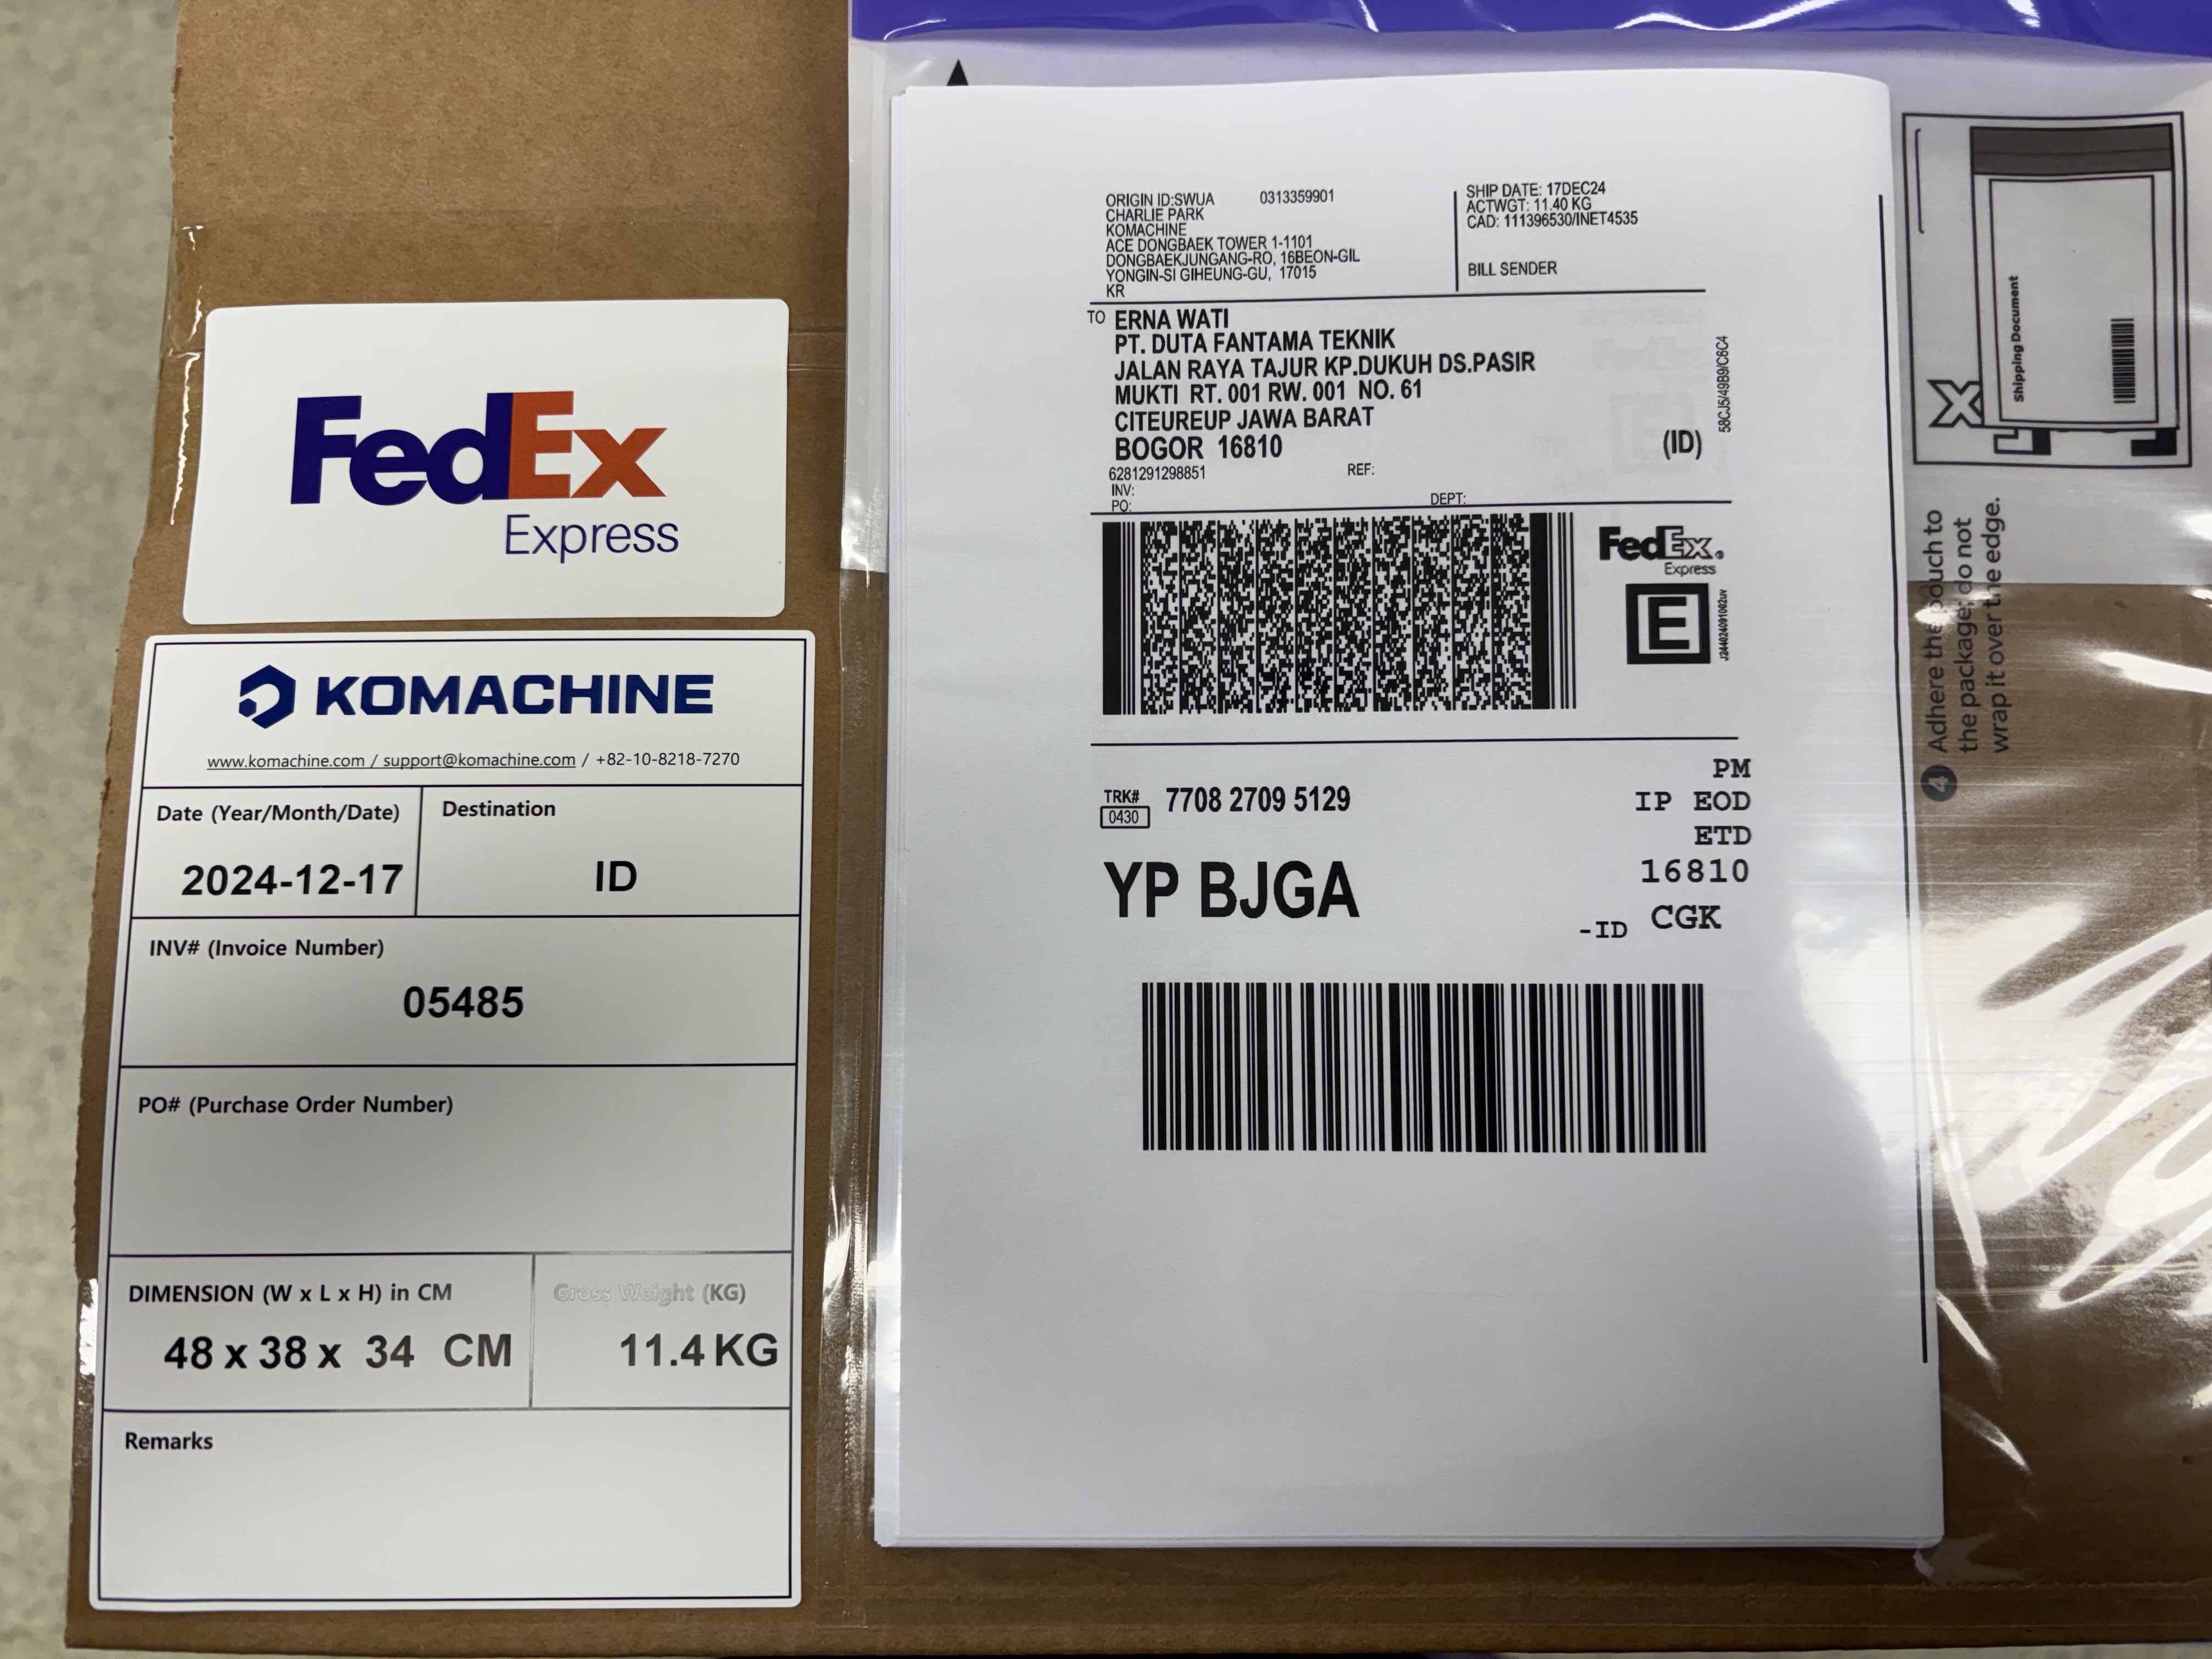 FedEx
Express
KOMACHINE
www.komachine.com / support@komachine.com / +82-10-8218-7270
Date (Year/Month/Date)
Destination
2024-12-17
ID
INV# (Invoice Number)
05485
PO# (Purchase Order Number)
DIMENSION (W x L x H) in CM
Gross Weight (KG)
48 x 38 x 34 CM
11.4 KG
Remarks
ORIGIN ID:SWUA 0313359901
CHARLIE PARK
KOMACHINE
ACE DONGBAEK TOWER 1-1101
DONGBAEKJUNGANG-RO, 16BEON-GIL
YONGIN-SI GIHEUNG-GU, 17015
KR
SHIP DATE: 17DEC24
ACTWGT: 11.40 KG
CAD: 111396530/INET4535
BILL SENDER
TO ERNA WATI
PT. DUTA FANTAMA TEKNIK
JALAN RAYA TAJUR KP.DUKUH DS.PASIR
MUKTI RT. 001 RW. 001 NO. 61
CITEUREUP JAWA BARAT
BOGOR 16810
(ID)
6281291298851
REF:
INV:
PO:
DEPT:
58CJ5/49B9/C6C4
FedEx
Express
E
J244024091002uv
TRK#
0430
7708 2709 5129
PM
IP EOD
ETD
YP BJGA
16810
-ID CGK
Shipping Document
4 Adhere the pouch to
the package; do not
wrap it over the edge.